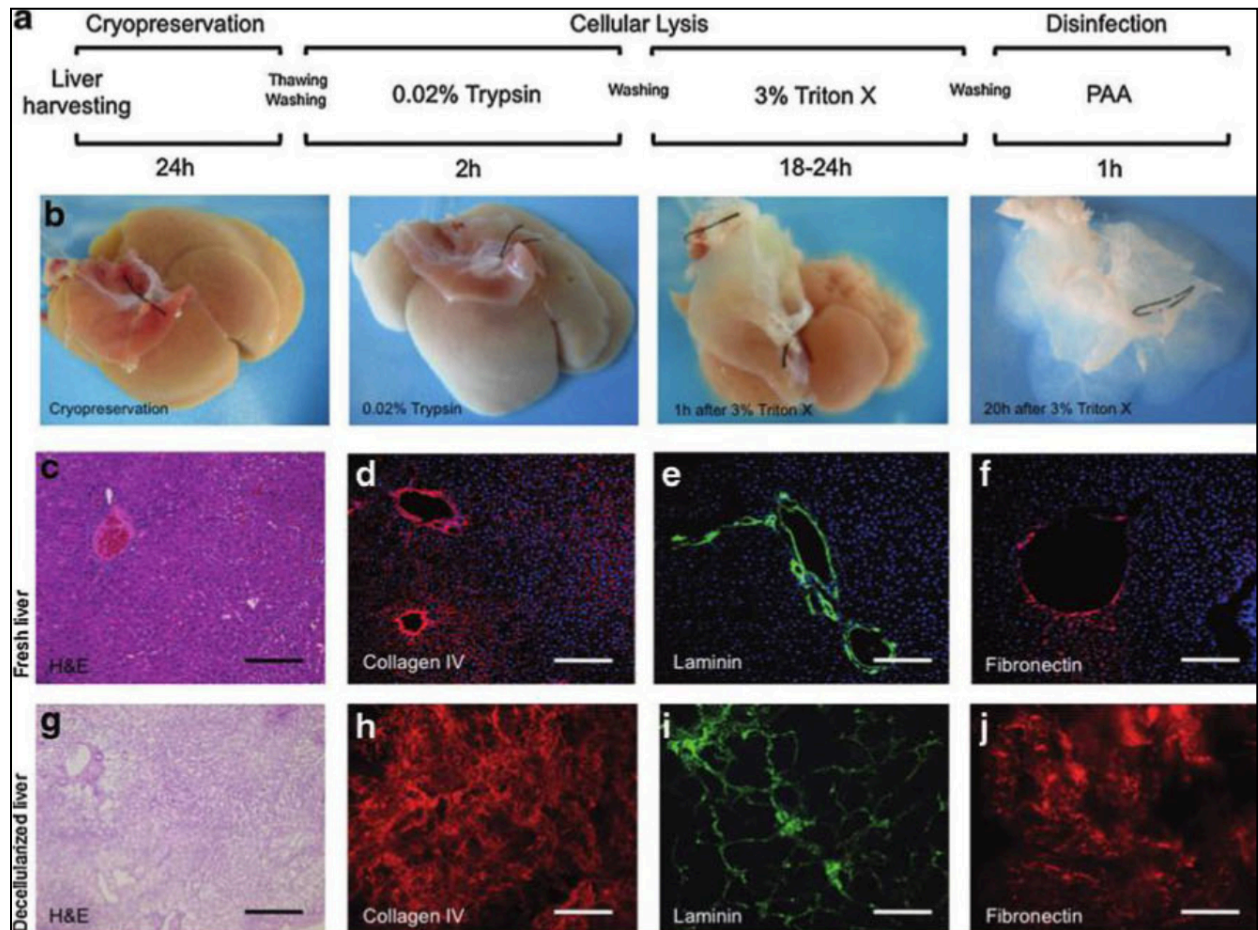 a
Cryopreservation
Cellular Lysis
Disinfection
Liver
harvesting
Thawing
Washing
0.02% Trypsin
Washing
3% Triton X
Washing
PAA
24h
2h
18-24h
1h
b
Cryopreservation
0.02% Trypsin
1h after 3% Triton X
20h after 3% Triton X
Fresh liver
c
H&E
d
Collagen IV
e
Laminin
f
Fibronectin
Decellularized liver
g
H&E
h
Collagen IV
i
Laminin
j
Fibronectin